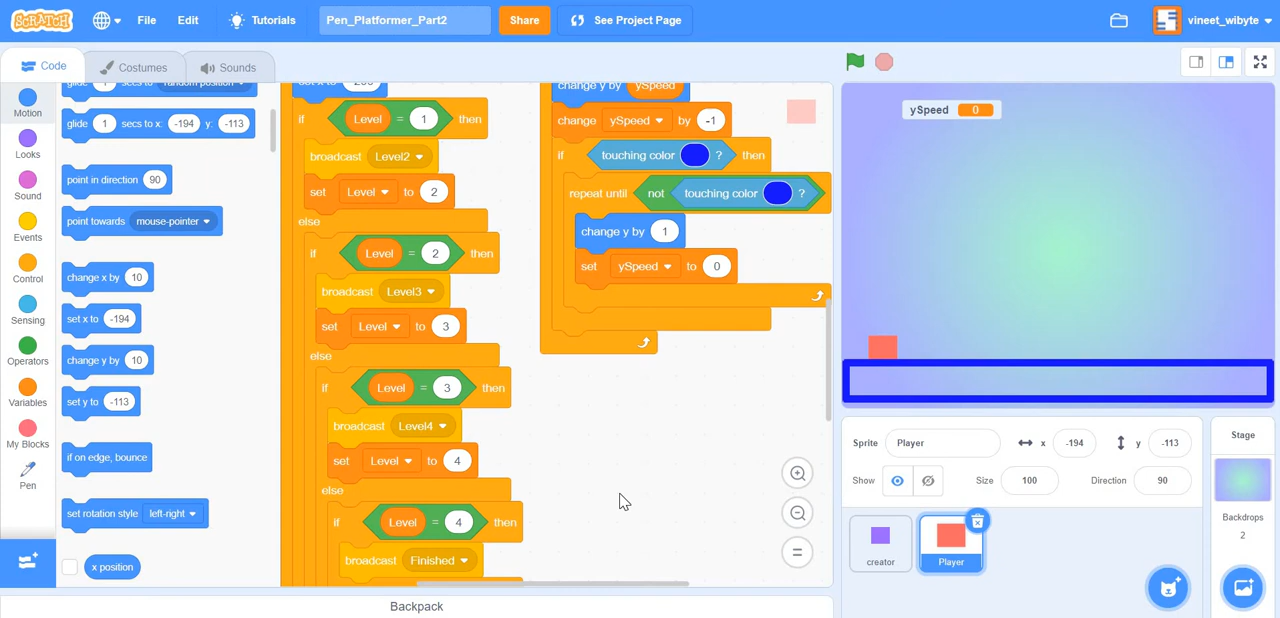 SCRATCH File Edit Tutorials Pen_Platformer_Part2 Share See Project Page vineet_wibyte
Code Costumes Sounds
Motion
Looks
Sound
Events
Control
Sensing
Operators
Variables
My Blocks
Pen
glide 1 secs to random position
glide 1 secs to x: -194 y: -113
point in direction 90
point towards mouse-pointer
change x by 10
set x to -194
change y by 10
set y to -113
if on edge, bounce
set rotation style left-right
x position
if Level = 1 then
broadcast Level2
set Level to 2
else
if Level = 2 then
broadcast Level3
set Level to 3
else
if Level = 3 then
broadcast Level4
set Level to 4
else
if Level = 4 then
broadcast Finished
change y by ySpeed
change ySpeed by -1
if touching color ? then
repeat until not touching color ?
change y by 1
set ySpeed to 0
ySpeed 0
Sprite Player x -194 y -113
Show Size 100 Direction 90
creator
Player
Stage
Backdrops
2
Backpack